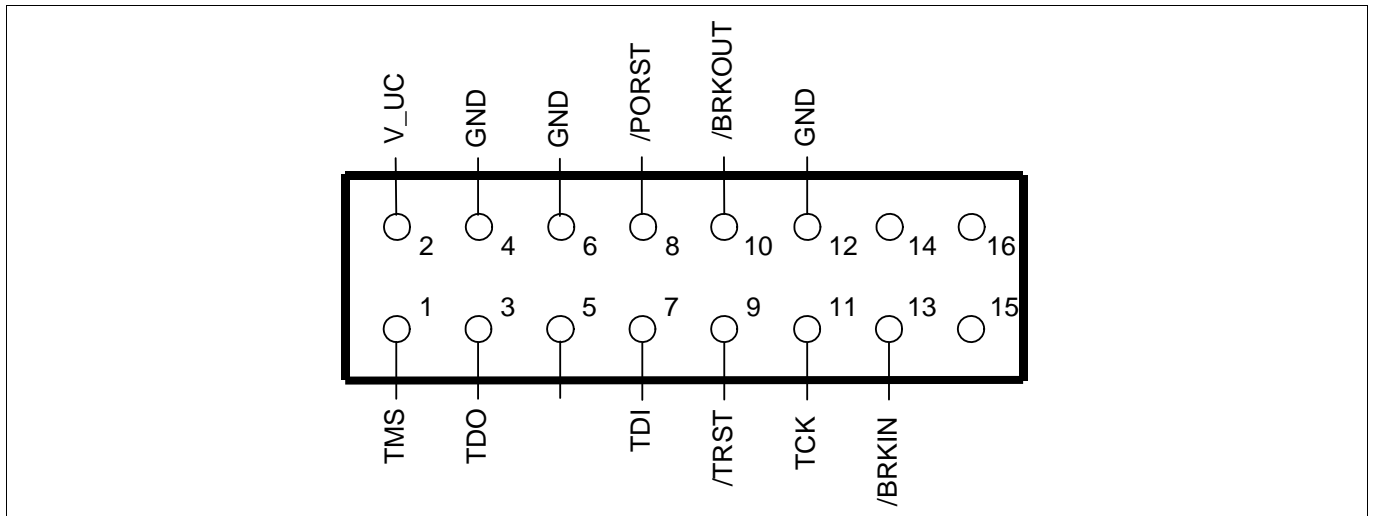 V_UC
GND
GND
/PORST
/BRKOUT
GND
2
4
6
8
10
12
14
16
1
3
5
7
9
11
13
15
TMS
TDO
TDI
/TRST
TCK
/BRKIN